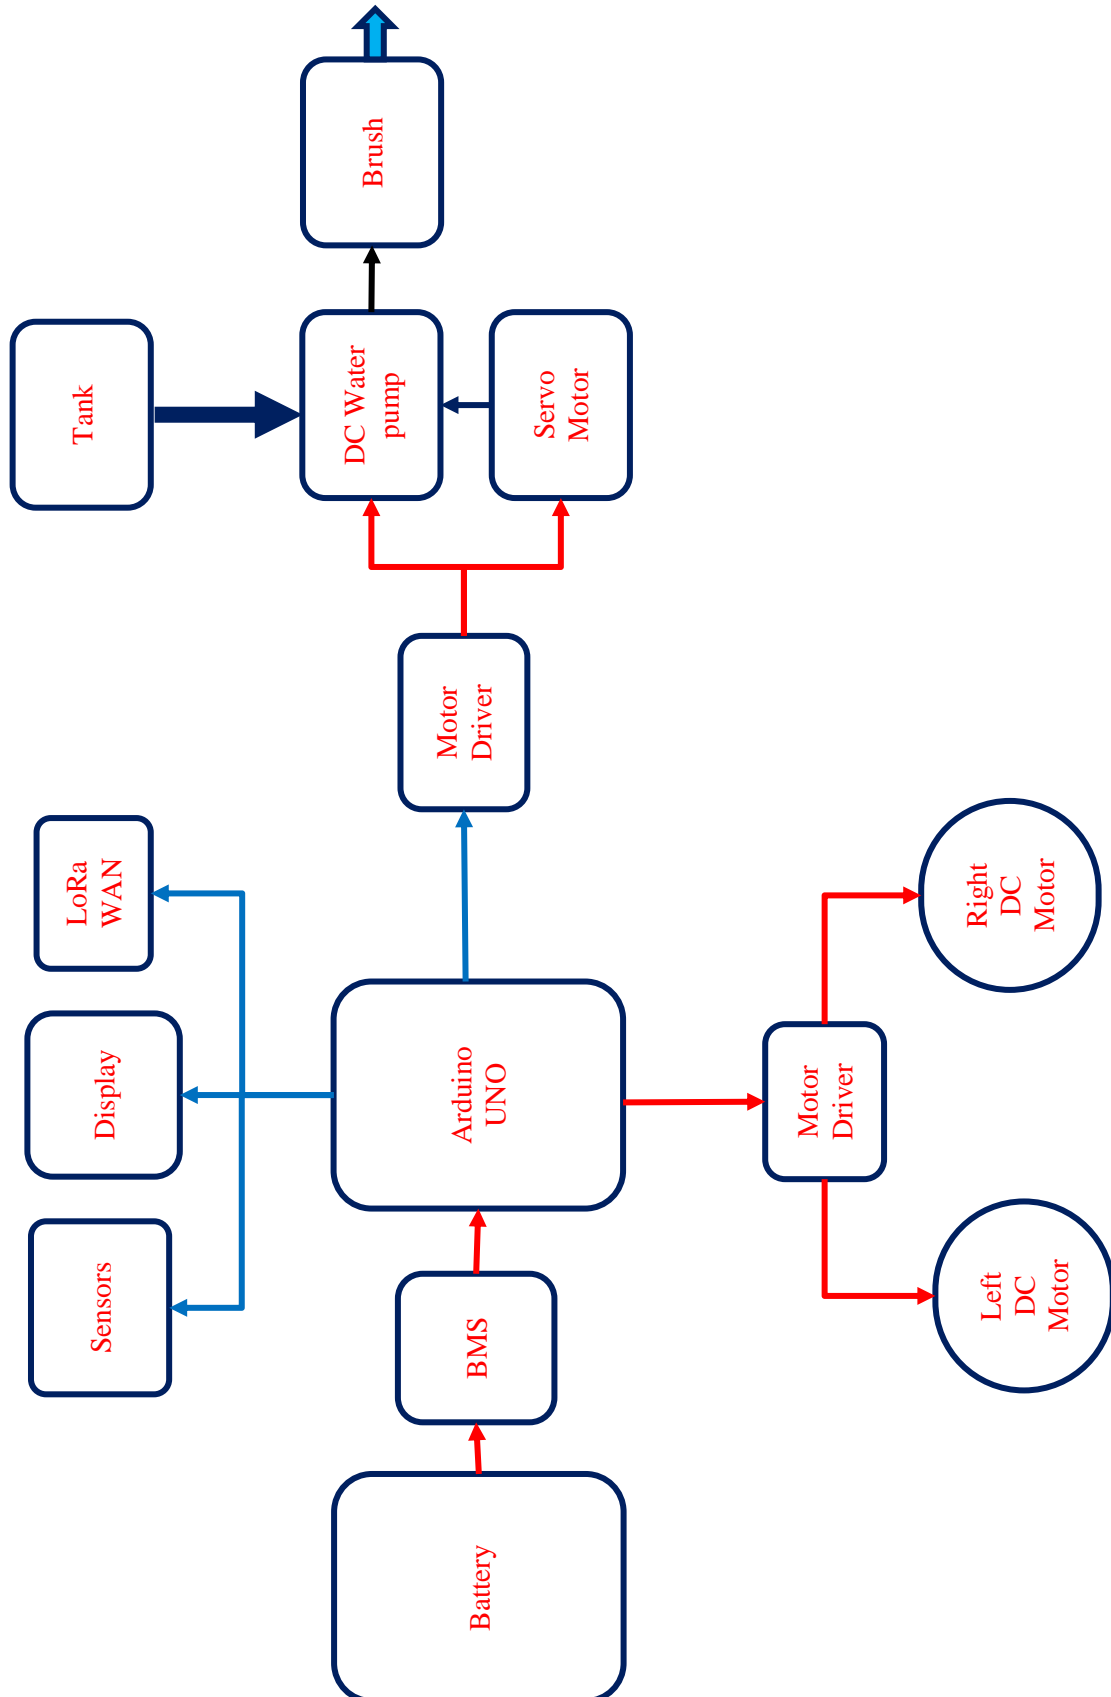 Tank
Sensors
Display
LoRa
WAN
Battery
BMS
Arduino
UNO
Motor
Driver
DC Water
pump
Brush
Servo
Motor
Motor
Driver
Left
DC
Motor
Right
DC
Motor